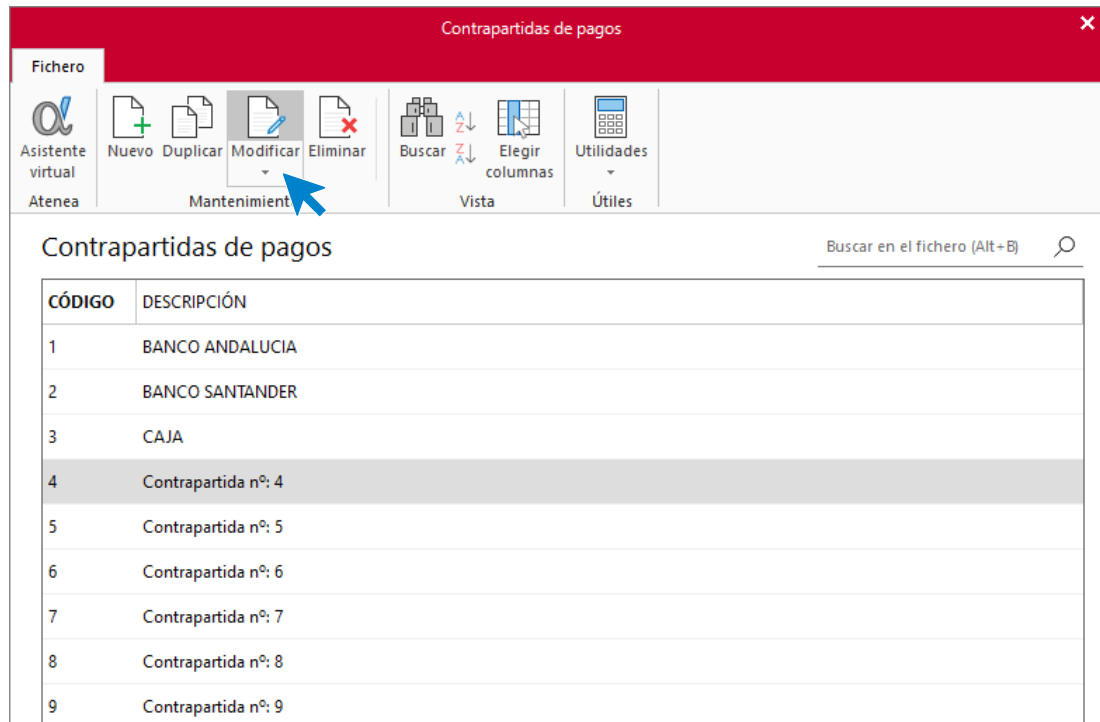 Contrapartidas de pagos
Fichero
Asistente virtual
Nuevo
Duplicar
Modificar
Eliminar
Buscar
Elegir columnas
Utilidades
Atenea
Mantenimient
Vista
Útiles
Contrapartidas de pagos
Buscar en el fichero (Alt+B)
CÓDIGO DESCRIPCIÓN
1 BANCO ANDALUCIA
2 BANCO SANTANDER
3 CAJA
4 Contrapartida nº: 4
5 Contrapartida nº: 5
6 Contrapartida nº: 6
7 Contrapartida nº: 7
8 Contrapartida nº: 8
9 Contrapartida nº: 9